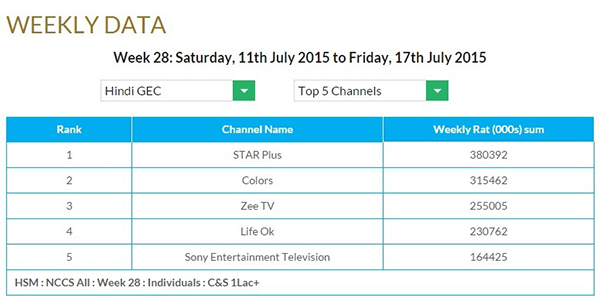 WEEKLY DATA
Week 28: Saturday, 11th July 2015 to Friday, 17th July 2015
Hindi GEC Top 5 Channels
Rank Channel Name Weekly Rat (000s) sum
1 STAR Plus 380392
2 Colors 315462
3 Zee TV 255005
4 Life Ok 230762
5 Sony Entertainment Television 164425
HSM : NCCS All : Week 28 : Individuals : C&S 1Lac+